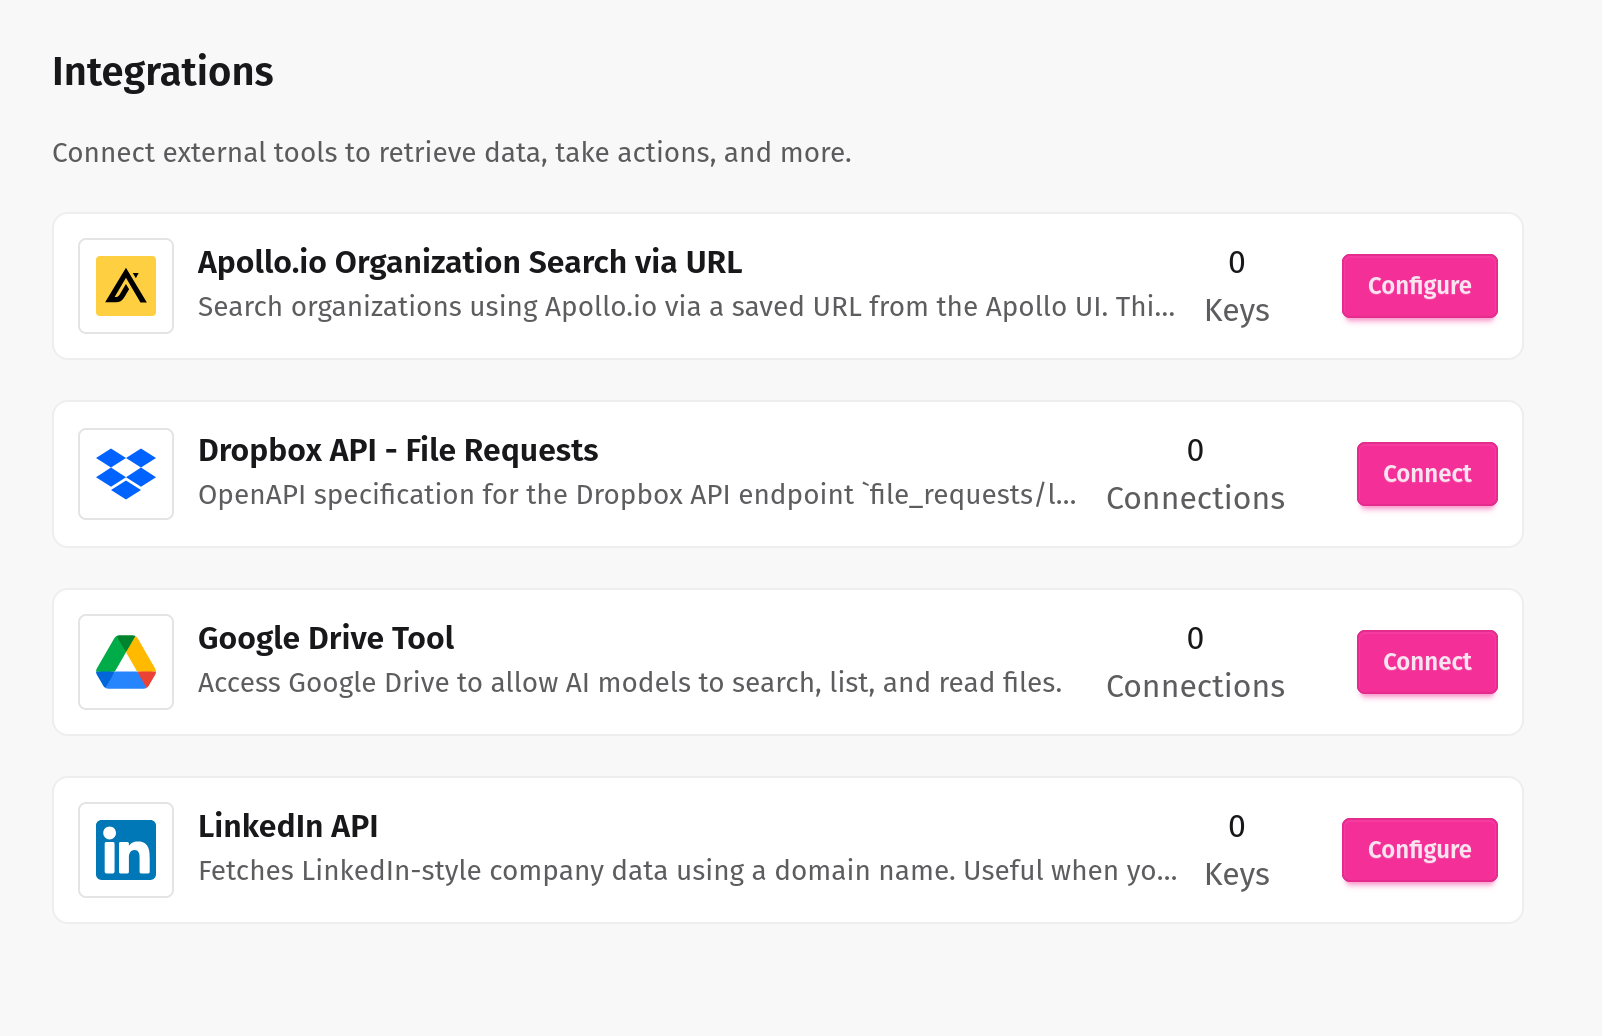 Integrations
Connect external tools to retrieve data, take actions, and more.
Apollo.io Organization Search via URL
Search organizations using Apollo.io via a saved URL from the Apollo UI. Thi...
0
Keys
Configure
Dropbox API - File Requests
OpenAPI specification for the Dropbox API endpoint `file_requests/l...
0
Connections
Connect
Google Drive Tool
Access Google Drive to allow AI models to search, list, and read files.
0
Connections
Connect
in
LinkedIn API
Fetches LinkedIn-style company data using a domain name. Useful when yo...
0
Keys
Configure